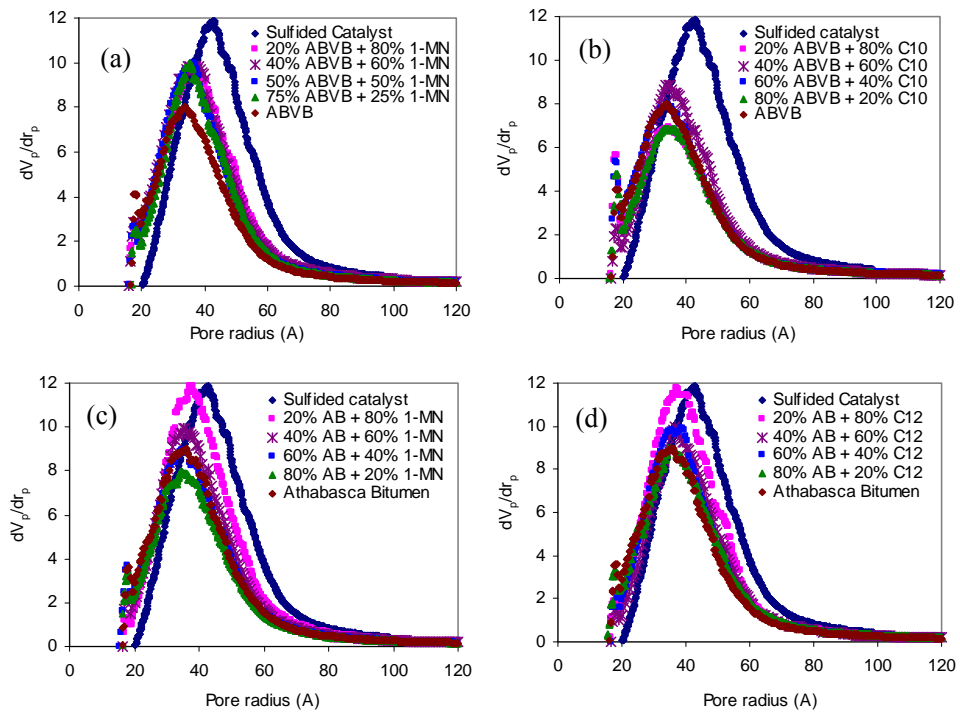 (a)
Sulfided Catalyst
20% ABVB + 80% 1-MN
40% ABVB + 60% 1-MN
50% ABVB + 50% 1-MN
75% ABVB + 25% 1-MN
ABVB
dVp/drp
12
10
8
6
4
2
0
0 20 40 60 80 100 120
Pore radius (A)
(b)
Sulfided catalyst
20% ABVB + 80% C10
40% ABVB + 60% C10
60% ABVB + 40% C10
80% ABVB + 20% C10
ABVB
dVp/drp
12
10
8
6
4
2
0
0 20 40 60 80 100 120
Pore radius (A)
(c)
Sulfided catalyst
20% AB + 80% 1-MN
40% AB + 60% 1-MN
60% AB + 40% 1-MN
80% AB + 20% 1-MN
Athabasca Bitumen
dVp/drp
12
10
8
6
4
2
0
0 20 40 60 80 100 120
Pore radius (A)
(d)
Sulfided Catalyst
20% AB + 80% C12
40% AB + 60% C12
60% AB + 40% C12
80% AB + 20% C12
Athabasca Bitumen
dVp/drp
12
10
8
6
4
2
0
0 20 40 60 80 100 120
Pore radius (A)